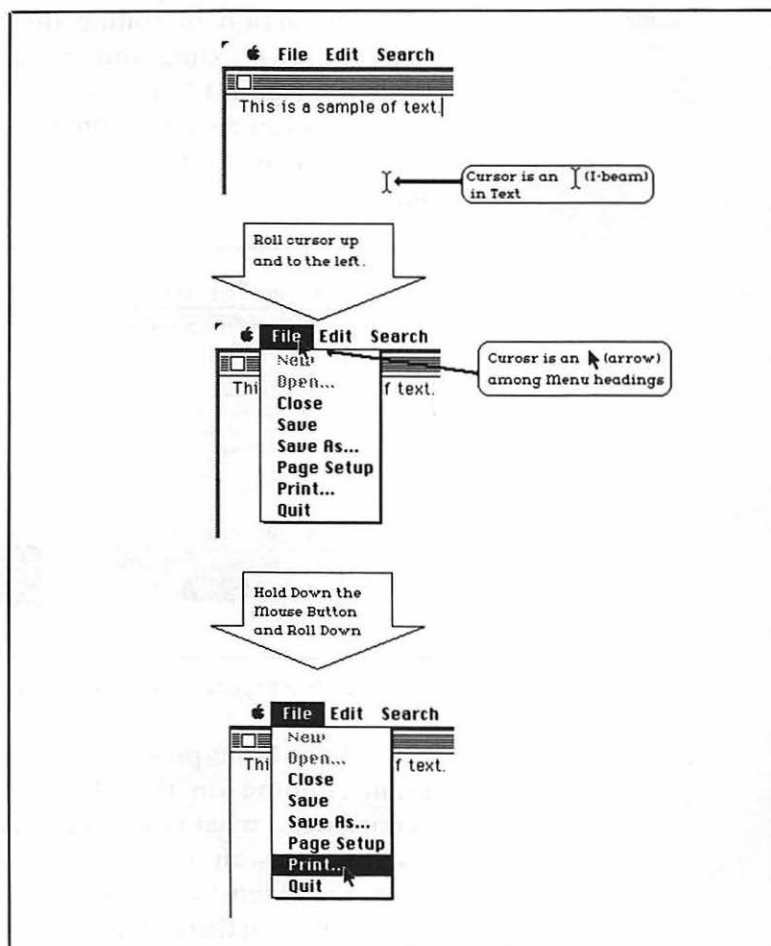 File Edit Search
This is a sample of text.
Cursor is an (I-beam)
in Text
Roll cursor up
and to the left.
File Edit Search
New
Open...
Close
Save
Save As...
Page Setup
Print...
Quit
Thi f text.
Curosr is an (arrow)
among Menu headings
Hold Down the
Mouse Button
and Roll Down
File Edit Search
New
Open...
Close
Save
Save As...
Page Setup
Print...
Quit
Thi f text.